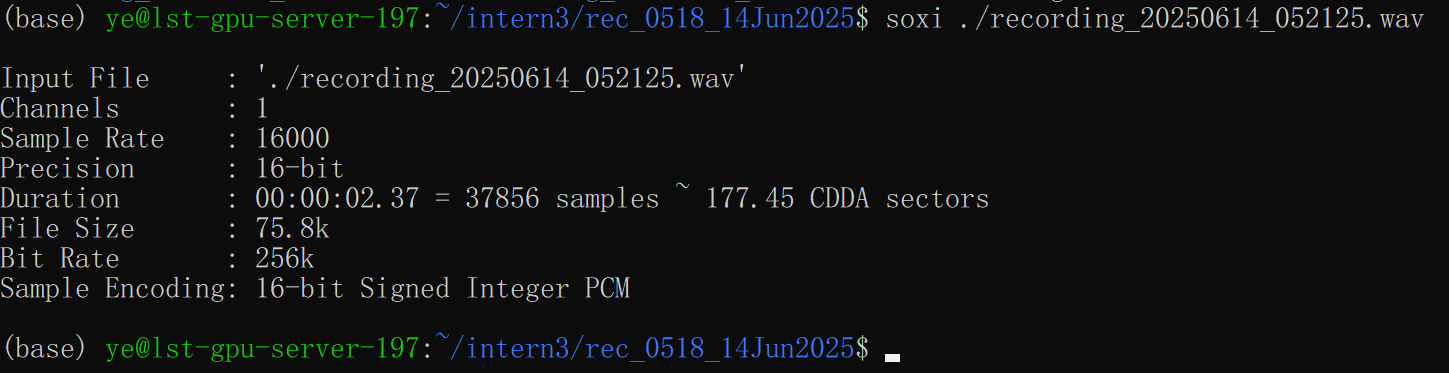 (base) ye@lst-gpu-server-197:~/intern3/rec_0518_14Jun2025$ soxi ./recording_20250614_052125.wav
Input File     : './recording_20250614_052125.wav'
Channels       : 1
Sample Rate    : 16000
Precision      : 16-bit
Duration       : 00:00:02.37 = 37856 samples ~ 177.45 CDDA sectors
File Size      : 75.8k
Bit Rate       : 256k
Sample Encoding: 16-bit Signed Integer PCM
(base) ye@lst-gpu-server-197:~/intern3/rec_0518_14Jun2025$